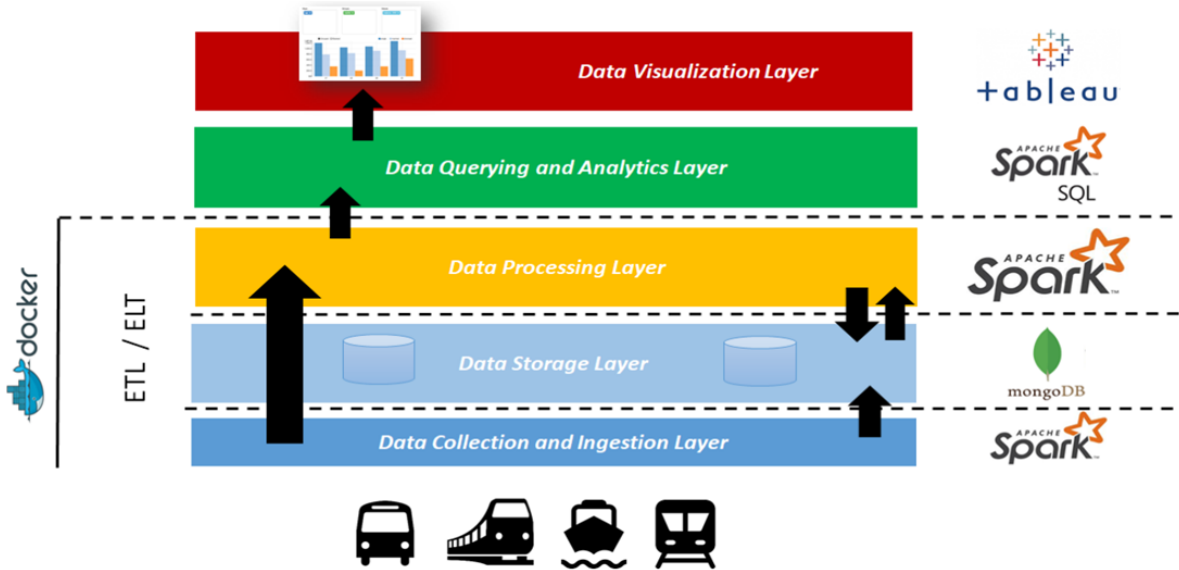 Data Visualization Layer
+ableau
Data Querying and Analytics Layer
APACHE
Spark
SQL
Data Processing Layer
APACHE
Spark
TM
docker
ETL / ELT
Data Storage Layer
mongoDB
Data Collection and Ingestion Layer
APACHE
Spark